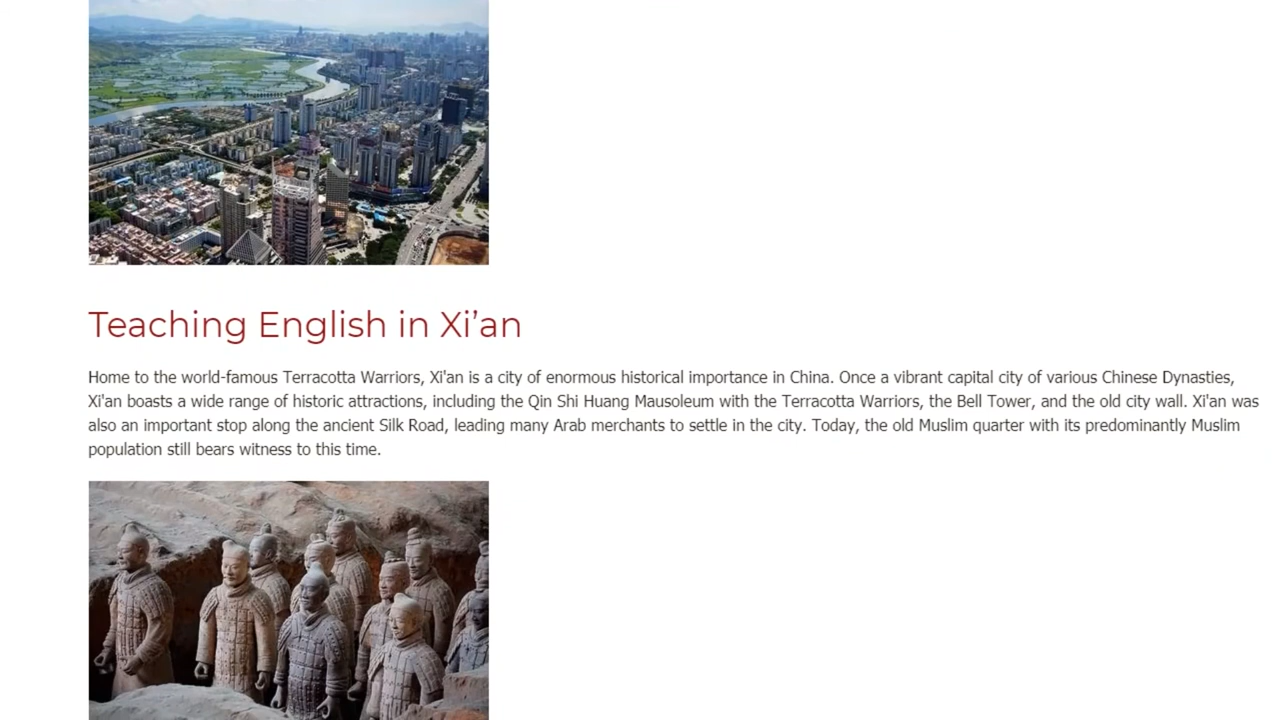 Teaching English in Xi’an
Home to the world-famous Terracotta Warriors, Xi'an is a city of enormous historical importance in China. Once a vibrant capital city of various Chinese Dynasties,
Xi'an boasts a wide range of historic attractions, including the Qin Shi Huang Mausoleum with the Terracotta Warriors, the Bell Tower, and the old city wall. Xi'an was
also an important stop along the ancient Silk Road, leading many Arab merchants to settle in the city. Today, the old Muslim quarter with its predominantly Muslim
population still bears witness to this time.